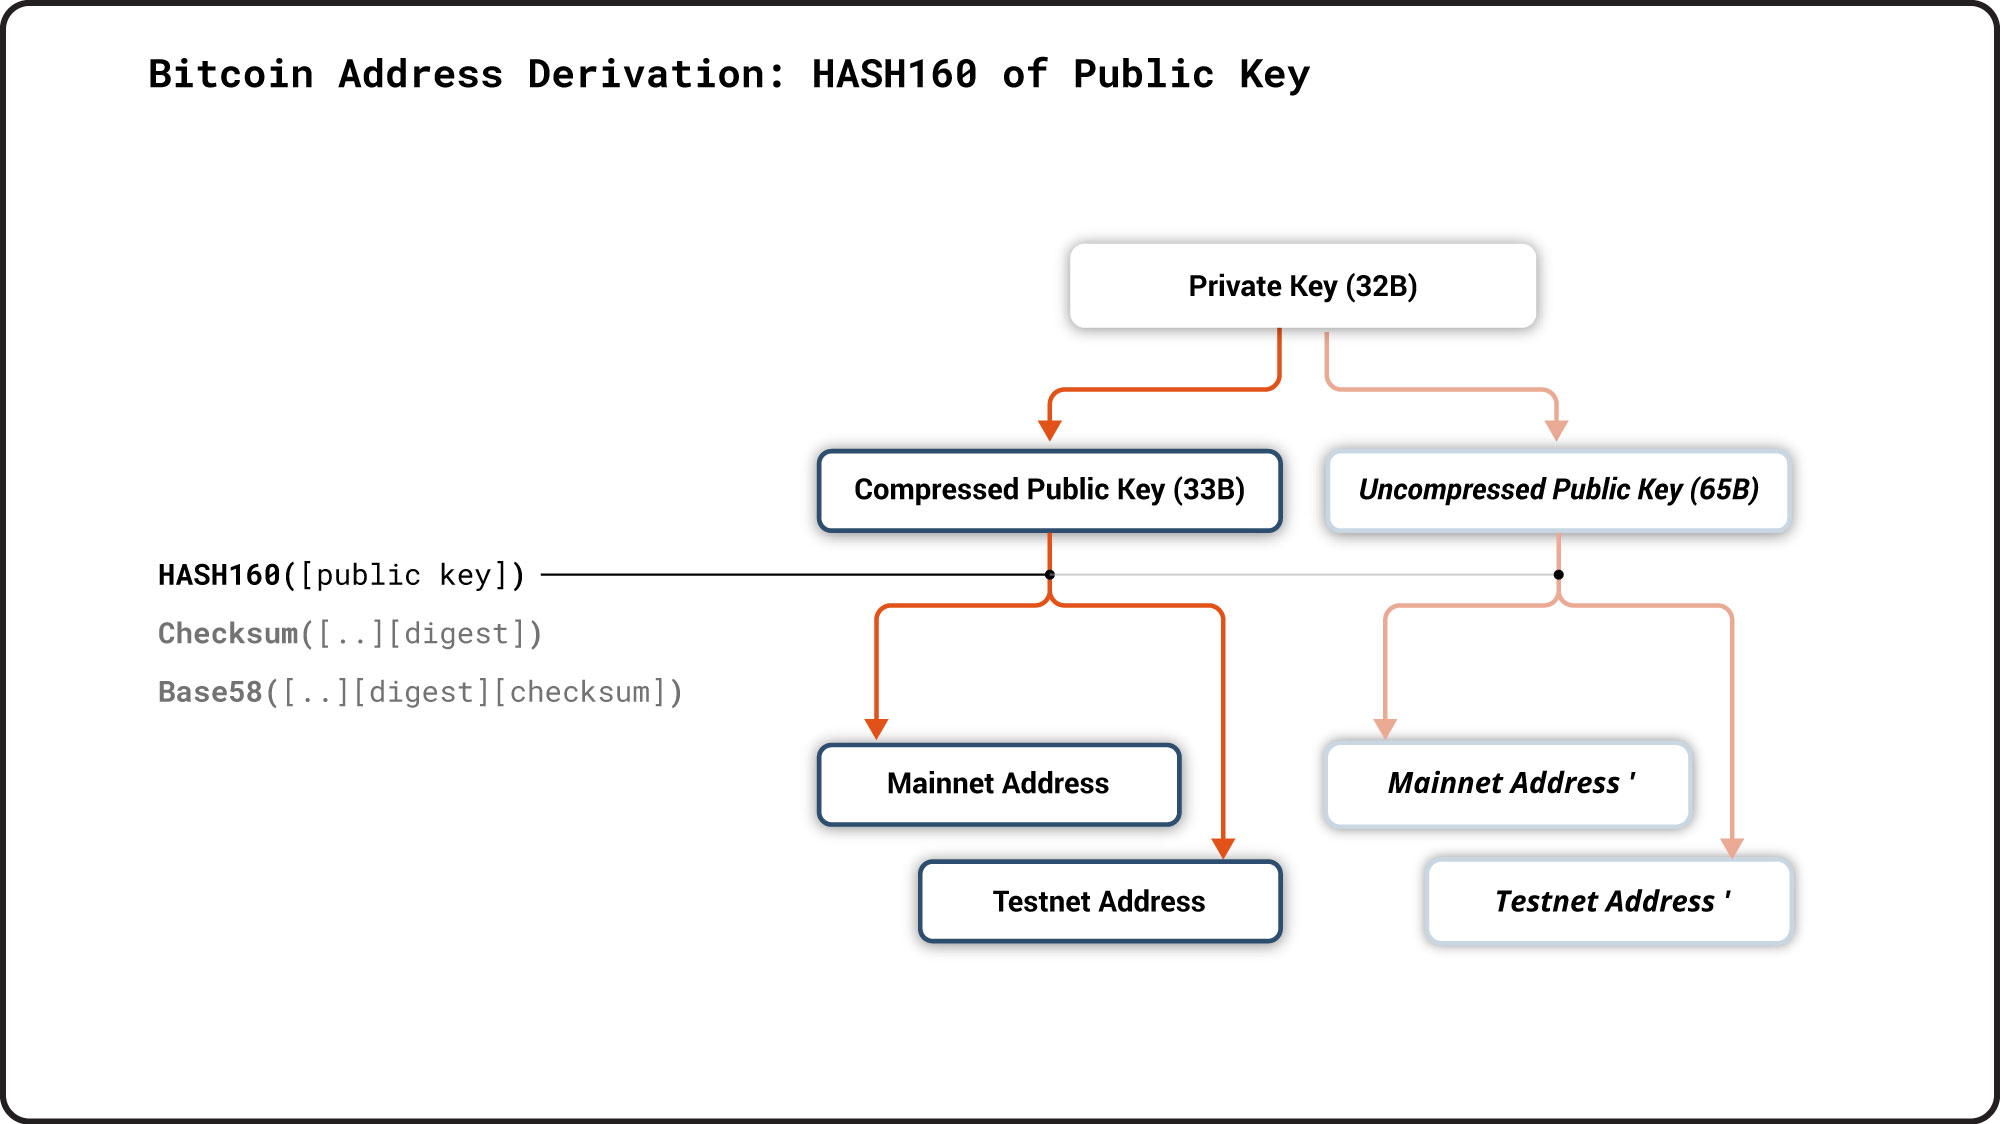 Bitcoin Address Derivation: HASH160 of Public Key
Private Key (32B)
Compressed Public Key (33B)
Uncompressed Public Key (65B)
HASH160([public key])
Checksum([..][digest])
Base58([..][digest][checksum])
Mainnet Address
Mainnet Address '
Testnet Address
Testnet Address '